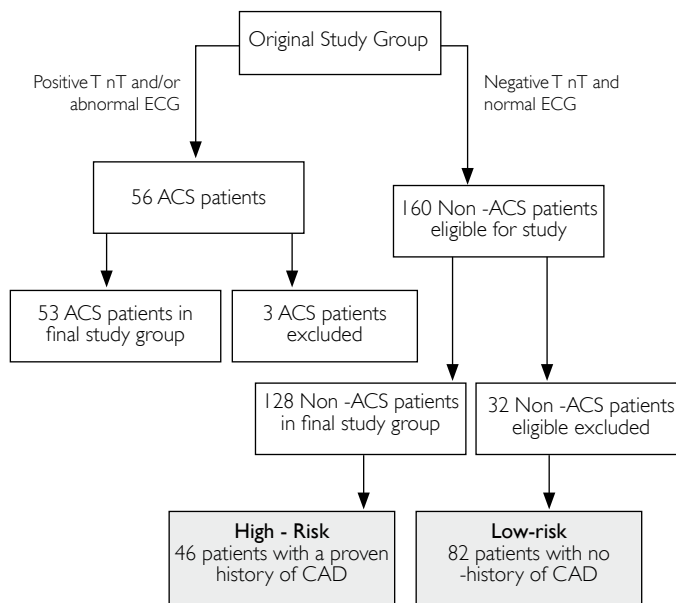 Original Study Group
Positive T nT and/or
abnormal ECG
Negative T nT and
normal ECG
56 ACS patients
160 Non -ACS patients
eligible for study
53 ACS patients in
final study group
3 ACS patients
excluded
128 Non -ACS patients
in final study group
32 Non -ACS patients
eligible excluded
High - Risk
46 patients with a proven
history of CAD
Low-risk
82 patients with no
-history of CAD